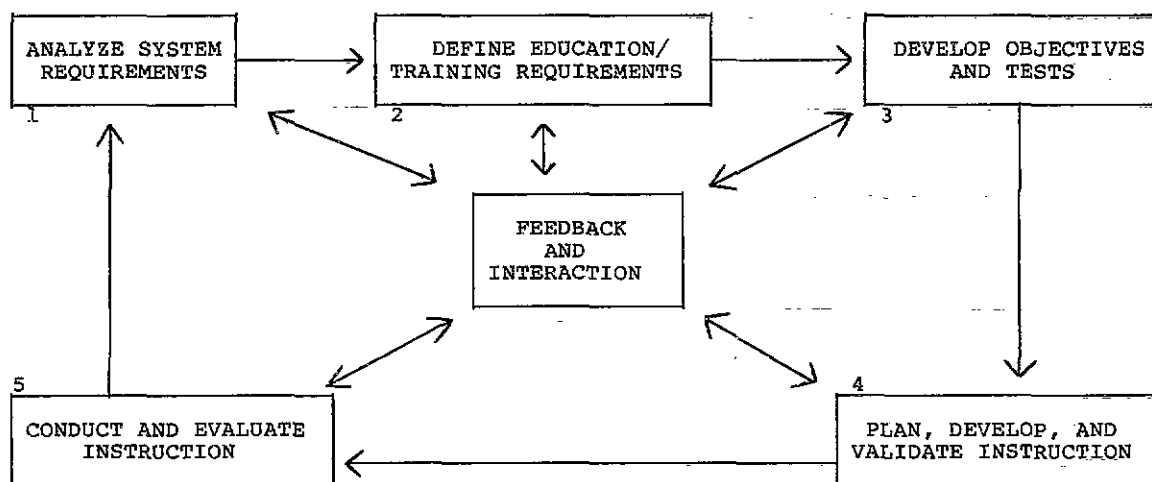 ANALYZE SYSTEM
REQUIREMENTS
1
DEFINE EDUCATION/
TRAINING REQUIREMENTS
2
DEVELOP OBJECTIVES
AND TESTS
3
FEEDBACK
AND
INTERACTION
4
PLAN, DEVELOP, AND
VALIDATE INSTRUCTION
5
CONDUCT AND EVALUATE
INSTRUCTION